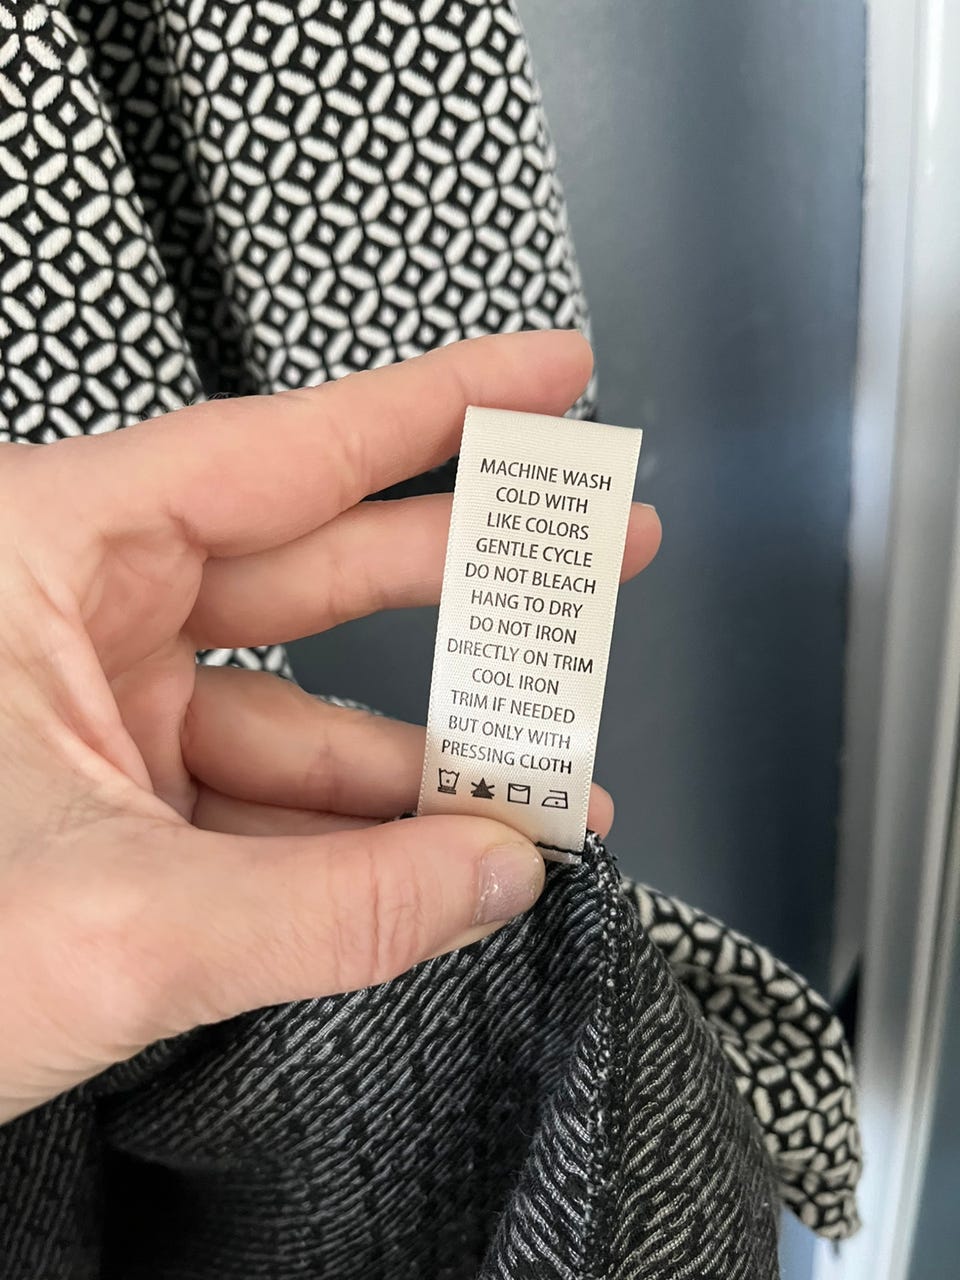 MACHINE WASH
COLD WITH
LIKE COLORS
GENTLE CYCLE
DO NOT BLEACH
HANG TO DRY
DO NOT IRON
DIRECTLY ON TRIM
COOL IRON
TRIM IF NEEDED
BUT ONLY WITH
PRESSING CLOTH